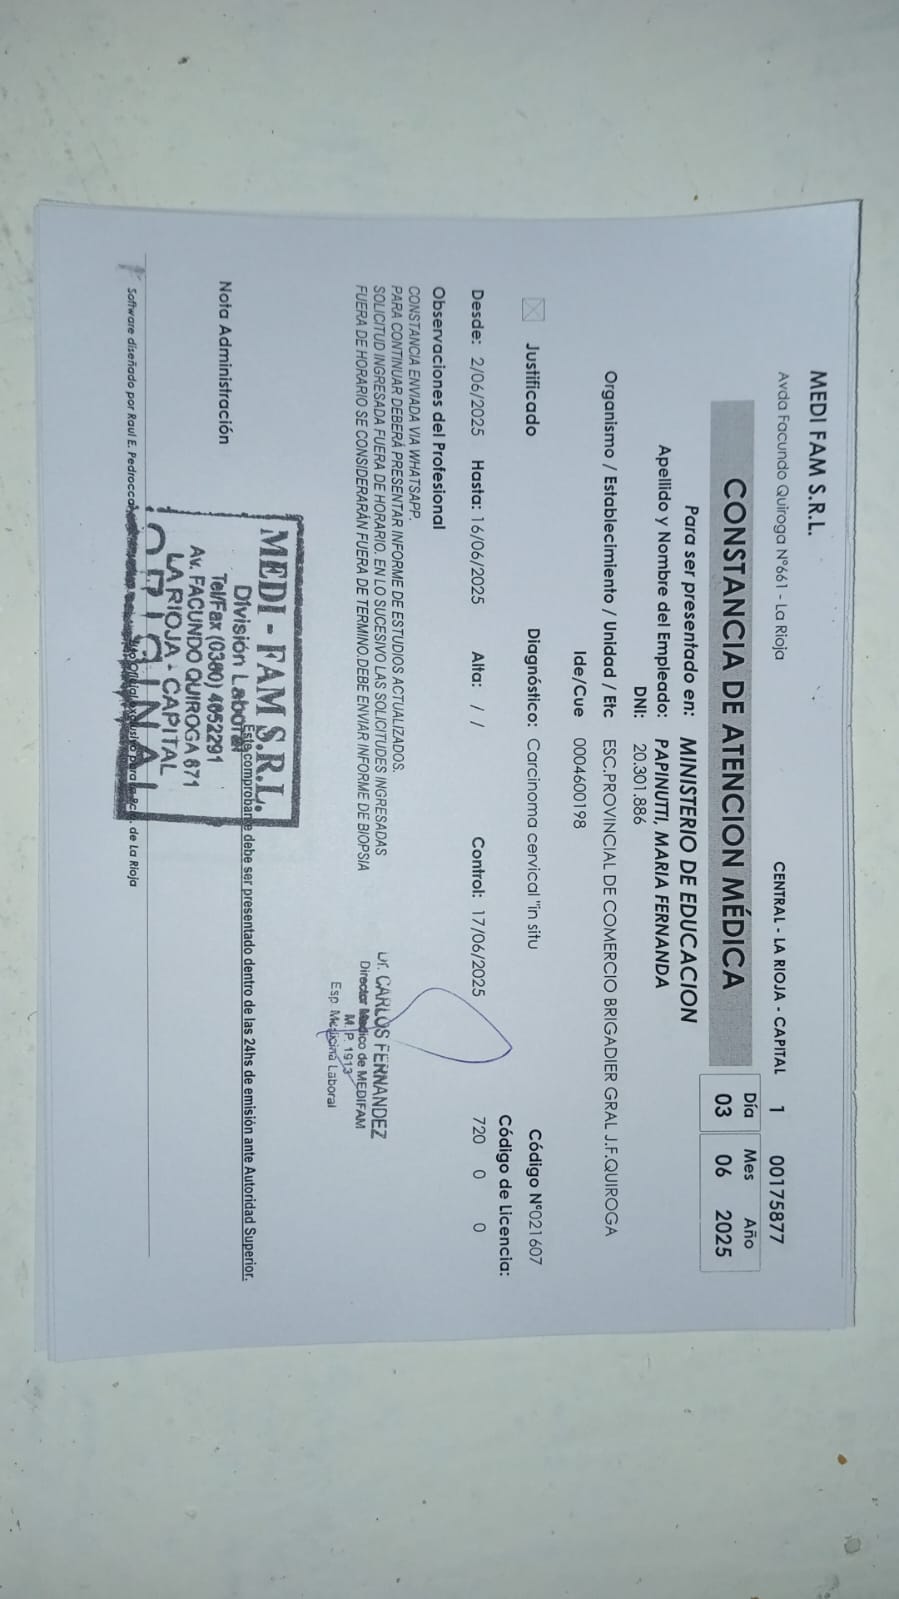 MEDI FAM S.R.L.
Avda Facundo Quiroga Nº661 - La Rioja
CENTRAL - LA RIOJA - CAPITAL 1 00175877
CONSTANCIA DE ATENCION MÉDICA
Día Mes Año
03 06 2025
Para ser presentado en: MINISTERIO DE EDUCACION
Apellido y Nombre del Empleado: PAPINUTTI, MARIA FERNANDA
DNI: 20.301.886
Organismo / Establecimiento / Unidad / Etc ESC.PROVINCIAL DE COMERCIO BRIGADIER GRAL J.F.QUIROGA
Ide/Cue 0004600198
Justificado Diagnóstico: Carcinoma cervical "in situ Código Nº021607
Código de Licencia:
Desde: 2/06/2025 Hasta: 16/06/2025 Alta: / / Control: 17/06/2025 720 0 0
Observaciones del Profesional
CONSTANCIA ENVIADA VIA WHATSAPP.
PARA CONTINUAR DEBERÁ PRESENTAR INFORME DE ESTUDIOS ACTUALIZADOS.
SOLICITUD INGRESADA FUERA DE HORARIO. EN LO SUCESIVO LAS SOLICITUDES INGRESADAS
FUERA DE HORARIO SE CONSIDERARÁN FUERA DE TERMINO.DEBE ENVIAR INFORME DE BIOPSIA
Dr. CARLOS FERNANDEZ
Director Medico de MEDIFAM
M. P. 1913
Esp. Medicina Laboral
MEDI - FAM S.R.L.
División Laboral
Tel/Fax (0380) 4
Av. FACUNDO QUIROGA 671
LA RIOJA - CAPITAL
ORIGINAL
Este comprobante debe ser presentado dentro de las 24hs de emisión ante Autoridad Superior.
Nota Administración
Software diseñado por Raul E. Pedrocca
de La Rioja